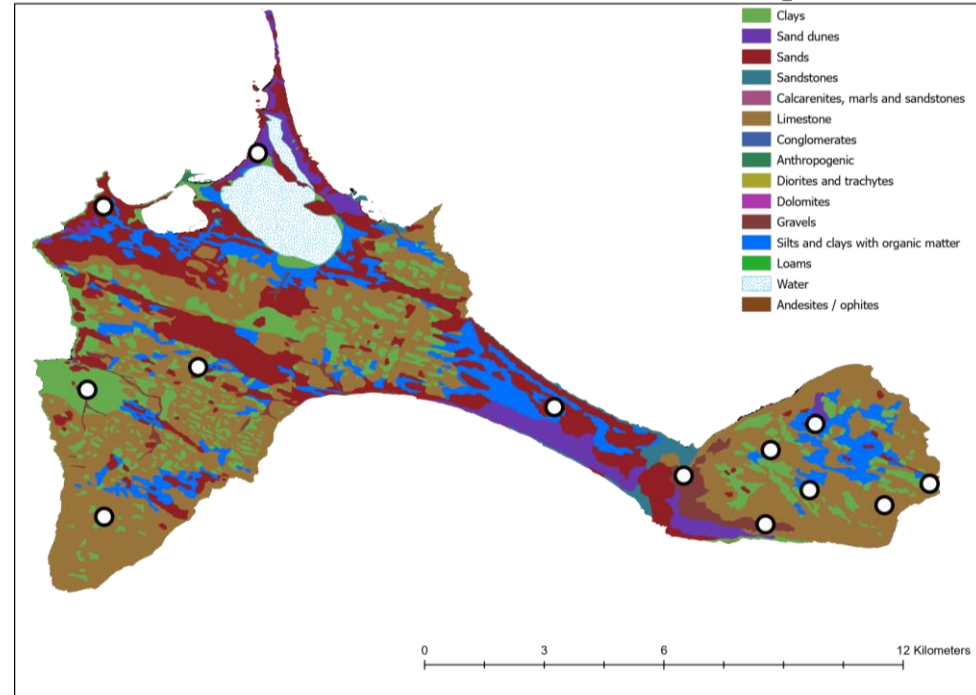 Clays
Sand dunes
Sands
Sandstones
Calcarenites, marls and sandstones
Limestone
Conglomerates
Anthropogenic
Diorites and trachytes
Dolomites
Gravels
Silts and clays with organic matter
Loams
Water
Andesites / ophites
0 3 6 12 Kilometers